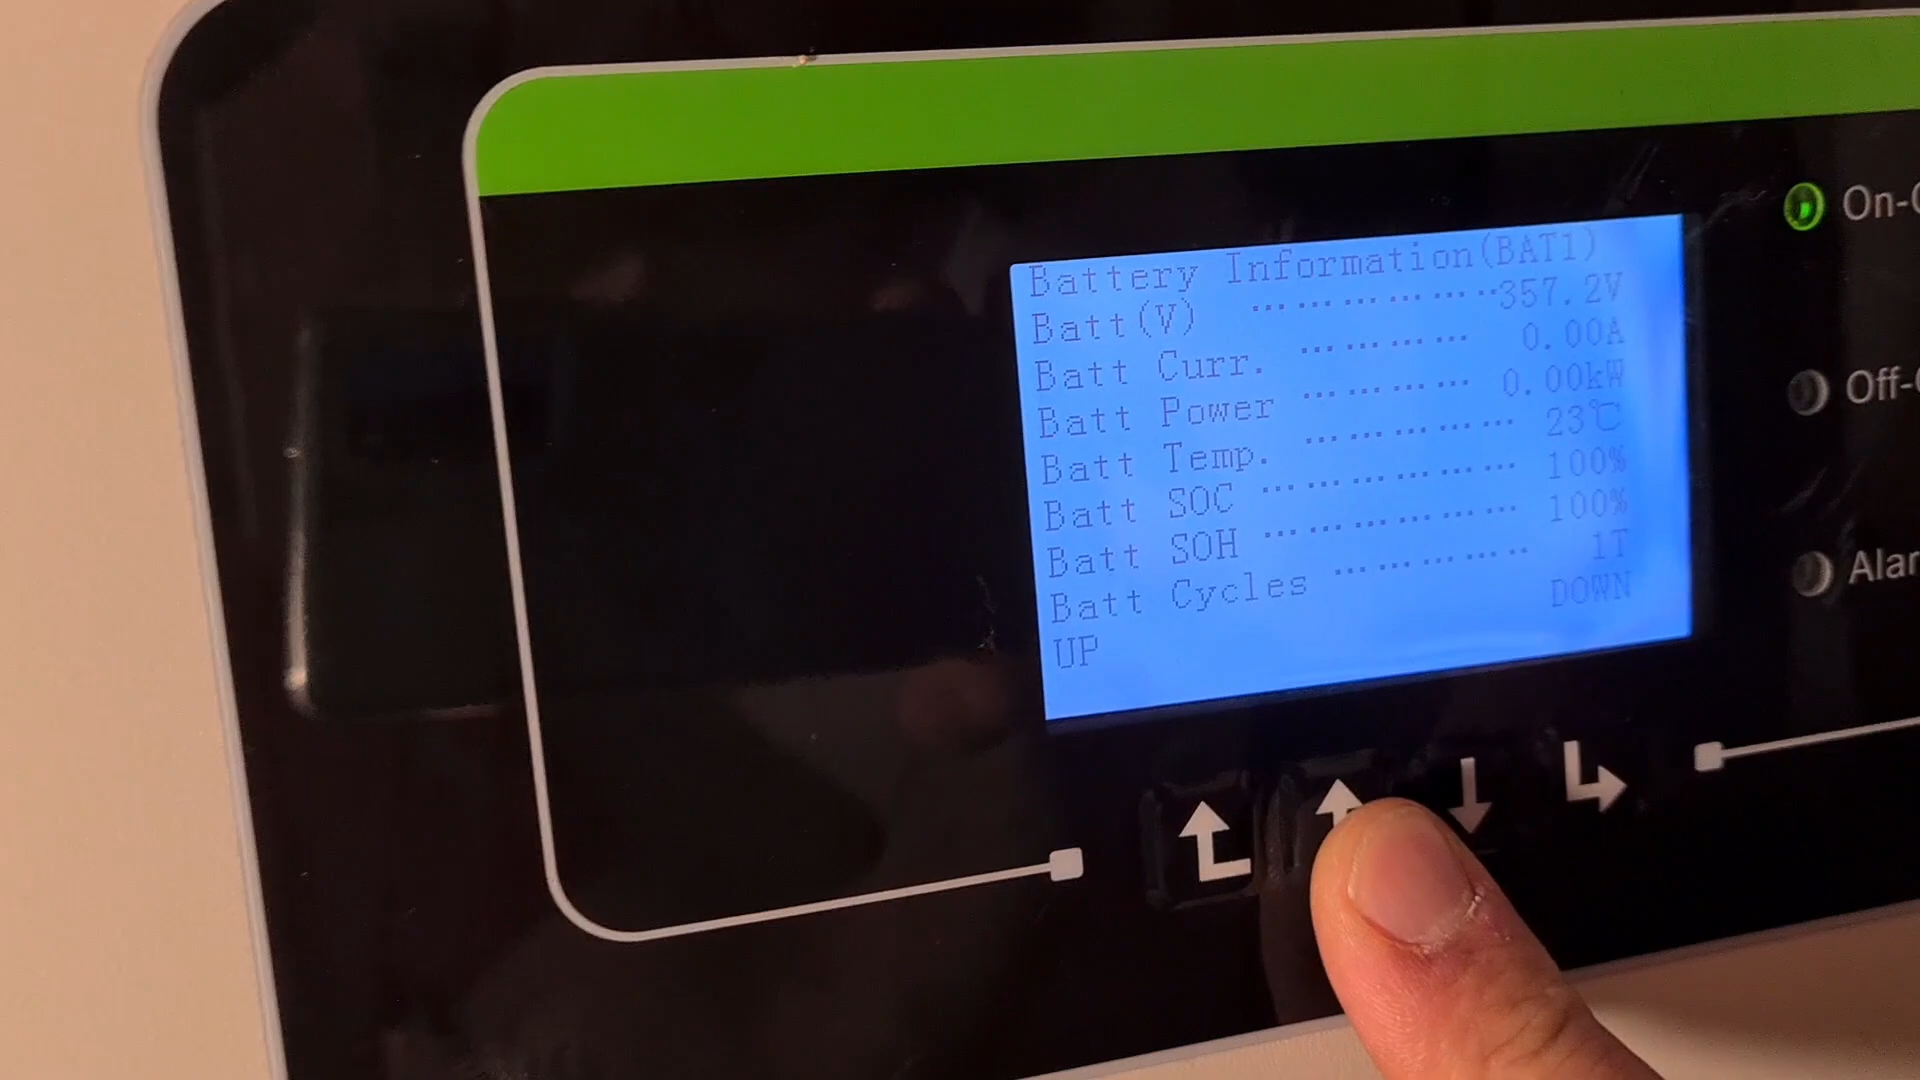 Battery Information(BAT1)
Batt(V) ………………357.2V
Batt Curr. …………… 0.00A
Batt Power …………… 0.00kW
Batt Temp. ……………… 23℃
Batt SOC ……………… 100%
Batt SOH ……………… 100%
Batt Cycles …………… 1T
UP DOWN
On-
Off-
Alar